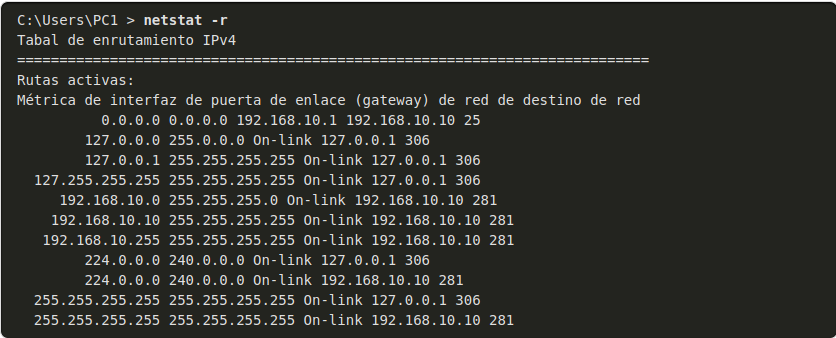 C:\Users\PC1 > netstat -r
Tabal de enrutamiento IPv4
===========================================================================
Rutas activas:
Métrica de interfaz de puerta de enlace (gateway) de red de destino de red
0.0.0.0 0.0.0.0 192.168.10.1 192.168.10.10 25
127.0.0.0 255.0.0.0 On-link 127.0.0.1 306
127.0.0.1 255.255.255.255 On-link 127.0.0.1 306
127.255.255.255 255.255.255.255 On-link 127.0.0.1 306
192.168.10.0 255.255.255.0 On-link 192.168.10.10 281
192.168.10.10 255.255.255.255 On-link 192.168.10.10 281
192.168.10.255 255.255.255.255 On-link 192.168.10.10 281
224.0.0.0 240.0.0.0 On-link 127.0.0.1 306
224.0.0.0 240.0.0.0 On-link 192.168.10.10 281
255.255.255.255 255.255.255.255 On-link 127.0.0.1 306
255.255.255.255 255.255.255.255 On-link 192.168.10.10 281